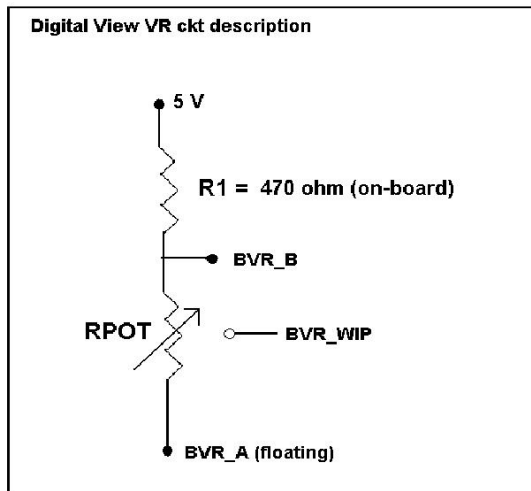 Digital View VR ckt description
5 V
R1 = 470 ohm (on-board)
BVR_B
RPOT
BVR_WIP
BVR_A (floating)